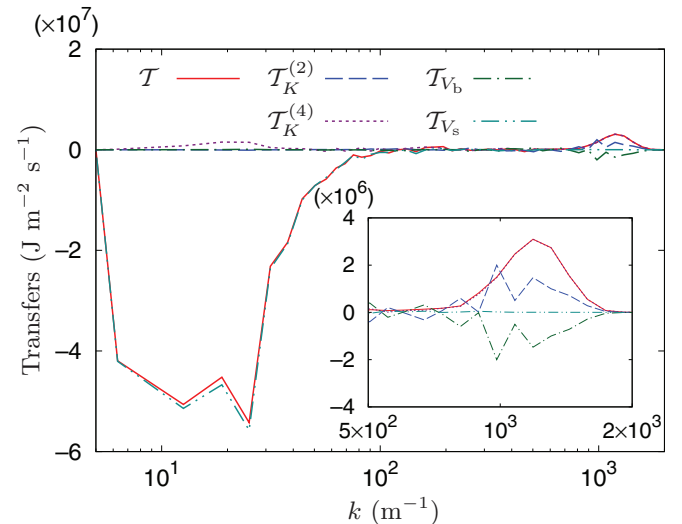 (×10⁷)
2
𝒯 𝒯_K^(2) 𝒯_{V_b}
𝒯_K^(4) 𝒯_{V_s}
0
−2
−4
−6
Transfers (J m⁻² s⁻¹)
(×10⁶)
4
2
0
−2
−4
5×10² 10³ 2×10³
10¹ 10² 10³
k (m⁻¹)